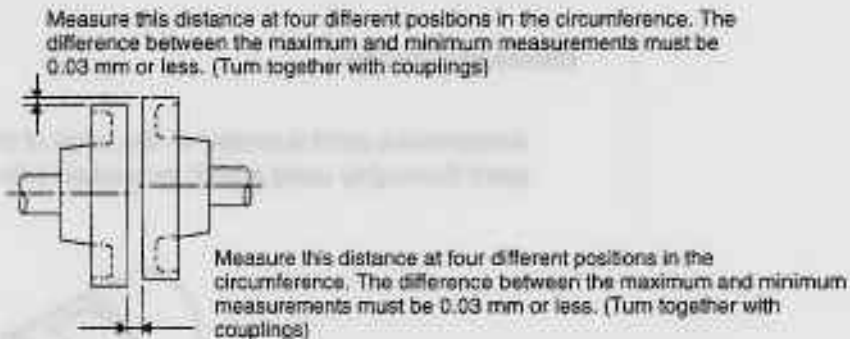 Measure this distance at four different positions in the circumference. The
difference between the maximum and minimum measurements must be
0.03 mm or less. (Turn together with couplings)
Measure this distance at four different positions in the
circumference. The difference between the maximum and minimum
measurements must be 0.03 mm or less. (Turn together with
couplings)